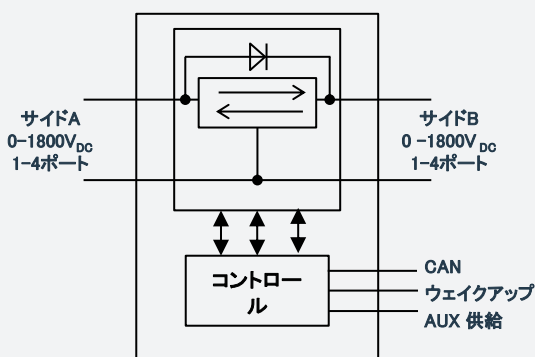 サイドA
0-1800VDC
1-4ポート
サイドB
0 -1800V DC
1-4ポート
コントロー
ル
CAN
ウェイクアップ
AUX 供給